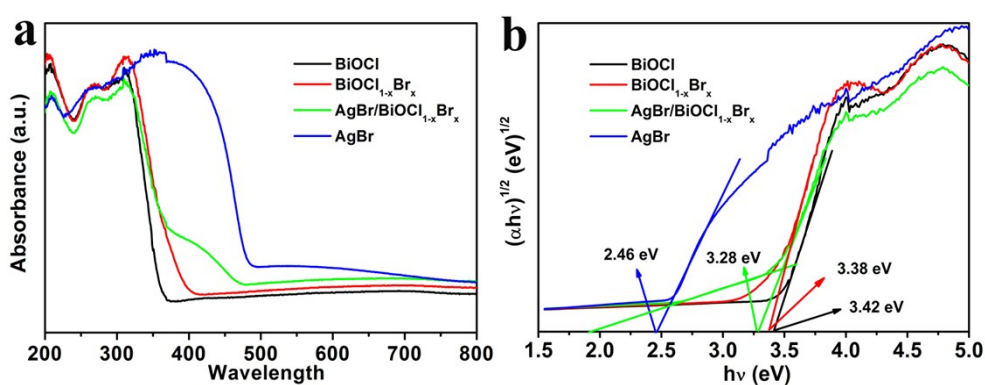 a
Absorbance (a.u.)
BiOCl
BiOCl₁₋ₓBrₓ
AgBr/BiOCl₁₋ₓBrₓ
AgBr
200 300 400 500 600 700 800
Wavelength
b
(αhν)^1/2 (eV)^1/2
BiOCl
BiOCl₁₋ₓBrₓ
AgBr/BiOCl₁₋ₓBrₓ
AgBr
2.46 eV
3.28 eV
3.38 eV
3.42 eV
1.5 2.0 2.5 3.0 3.5 4.0 4.5 5.0
hν (eV)